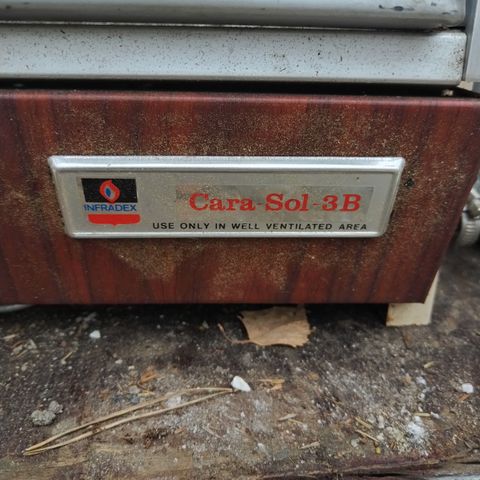 INFRADEX
Cara-Sol-3B
USE ONLY IN WELL VENTILATED AREA